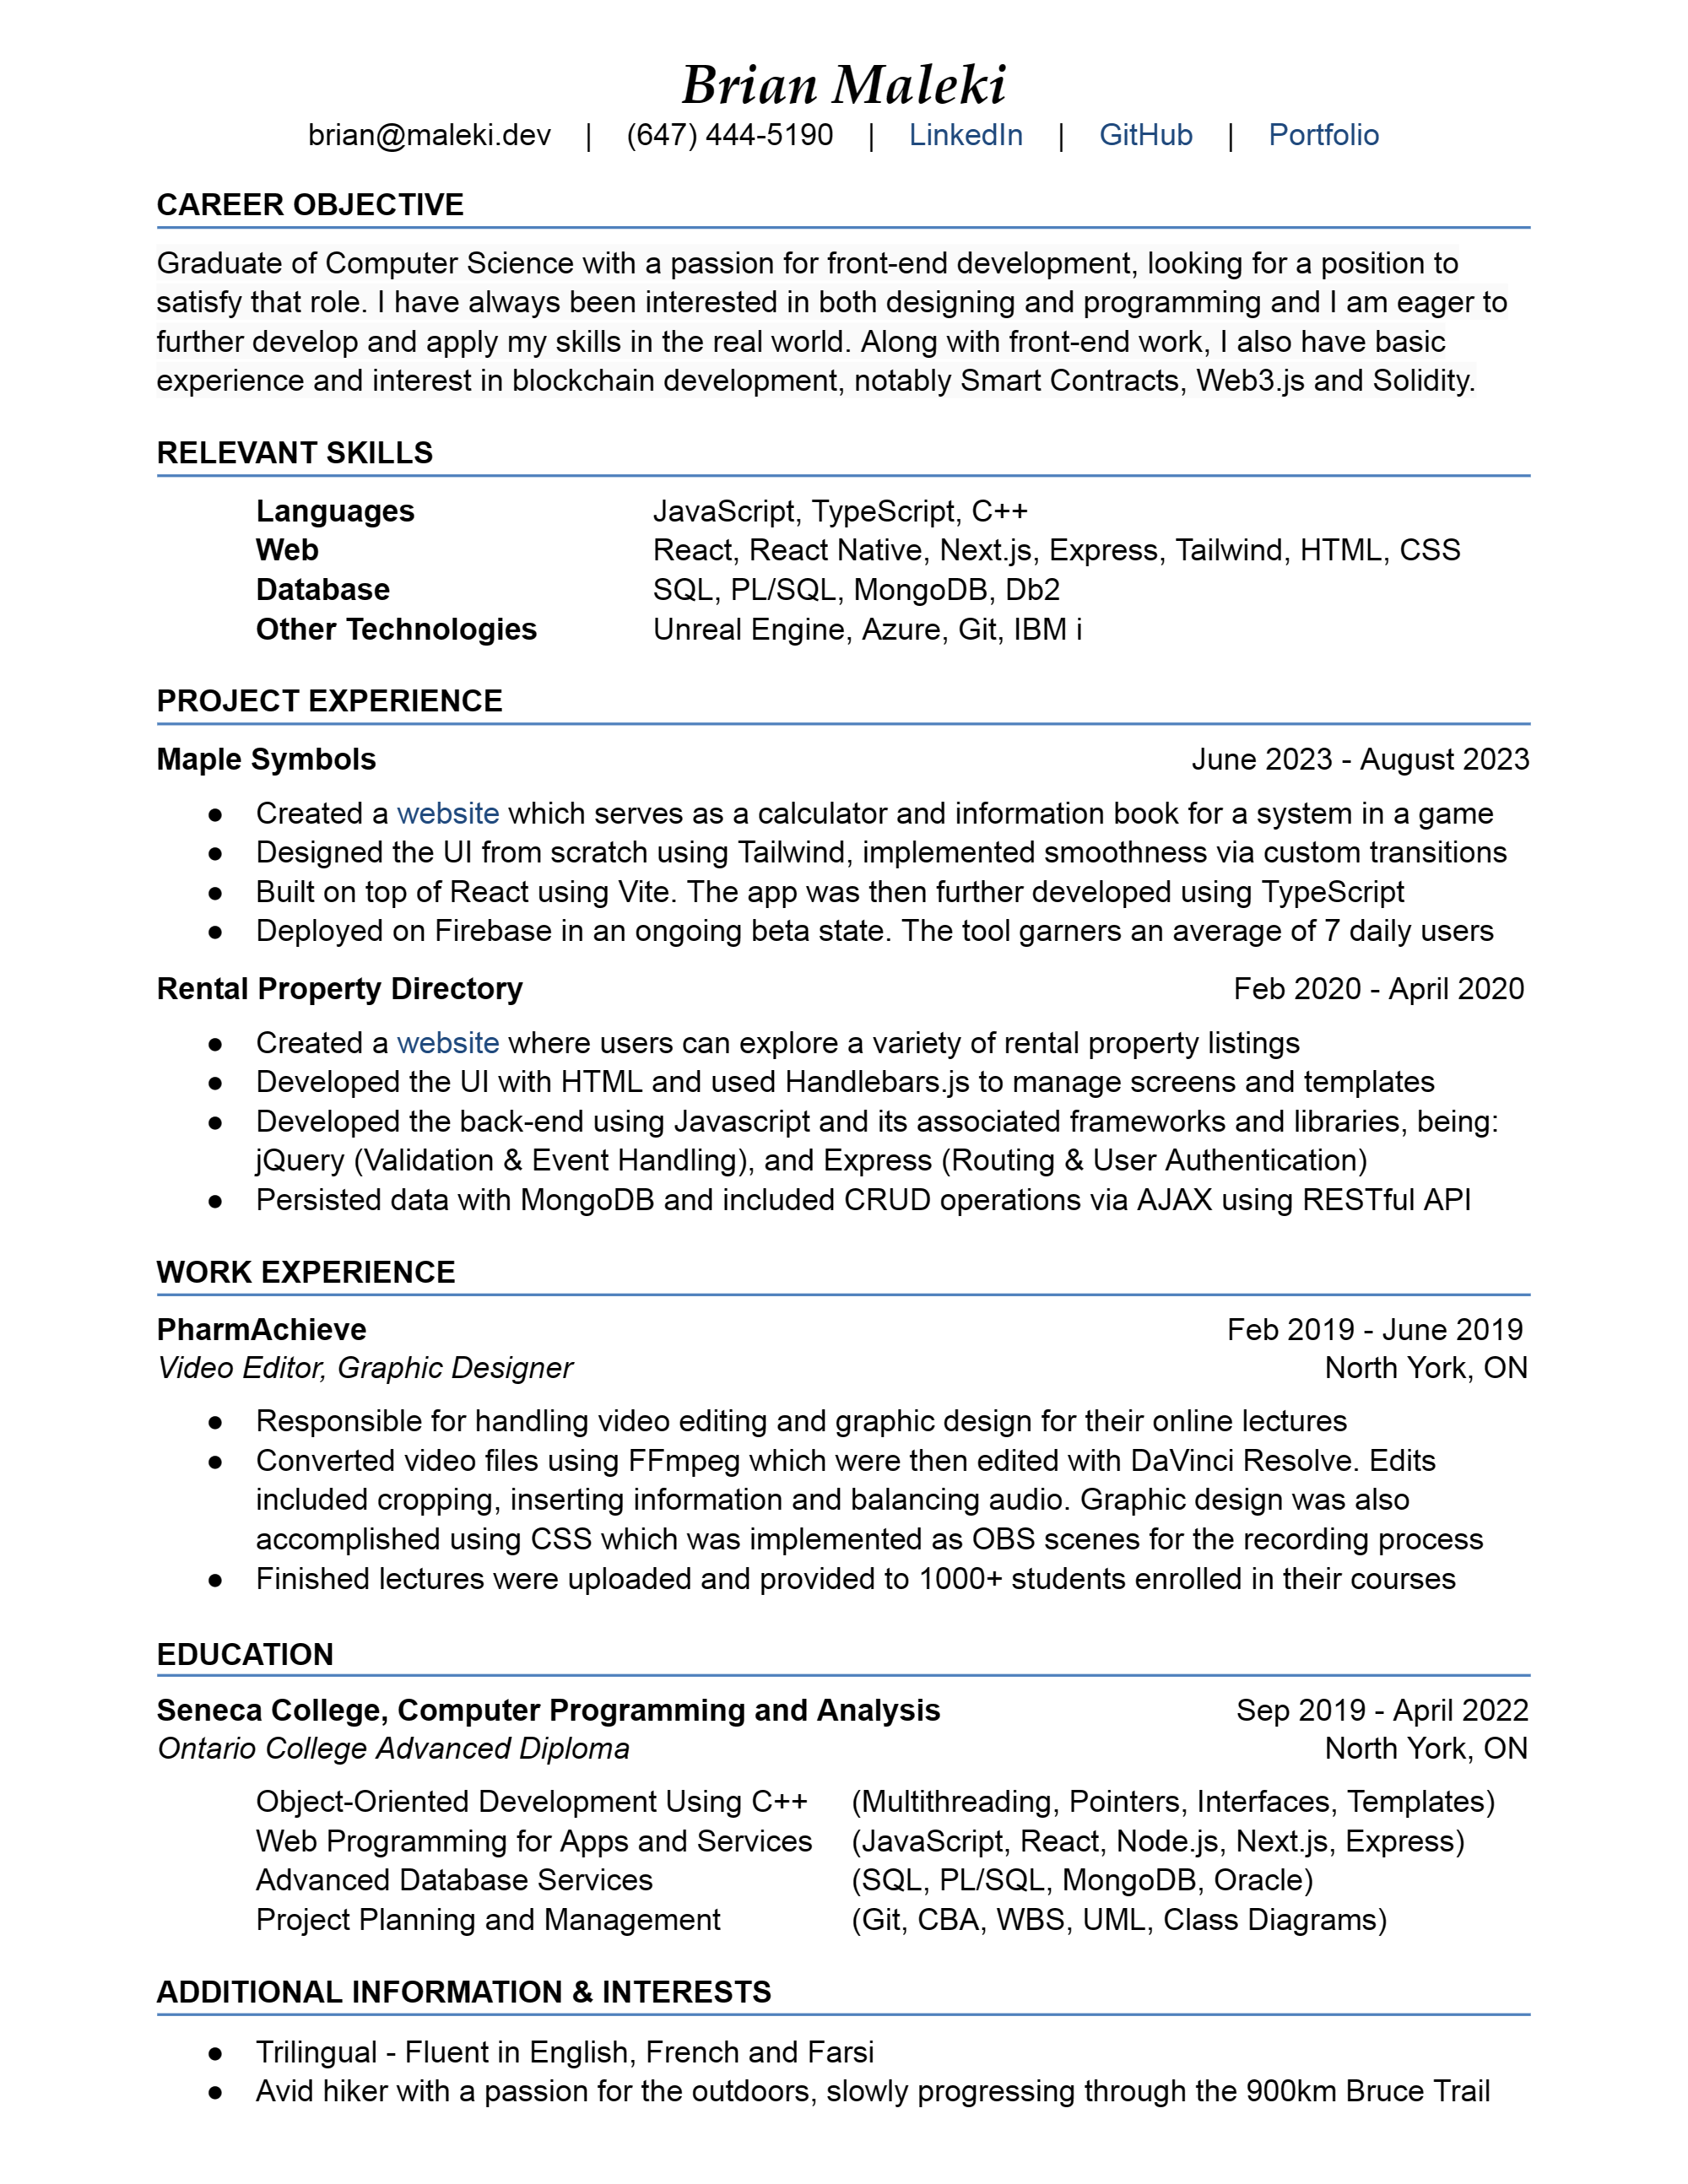 Brian Maleki
brian@maleki.dev | (647) 444-5190 | LinkedIn | GitHub | Portfolio
CAREER OBJECTIVE
Graduate of Computer Science with a passion for front-end development, looking for a position to
satisfy that role. I have always been interested in both designing and programming and I am eager to
further develop and apply my skills in the real world. Along with front-end work, I also have basic
experience and interest in blockchain development, notably Smart Contracts, Web3.js and Solidity.
RELEVANT SKILLS
Languages JavaScript, TypeScript, C++
Web React, React Native, Next.js, Express, Tailwind, HTML, CSS
Database SQL, PL/SQL, MongoDB, Db2
Other Technologies Unreal Engine, Azure, Git, IBM i
PROJECT EXPERIENCE
Maple Symbols June 2023 - August 2023
● Created a website which serves as a calculator and information book for a system in a game
● Designed the UI from scratch using Tailwind, implemented smoothness via custom transitions
● Built on top of React using Vite. The app was then further developed using TypeScript
● Deployed on Firebase in an ongoing beta state. The tool garners an average of 7 daily users
Rental Property Directory Feb 2020 - April 2020
● Created a website where users can explore a variety of rental property listings
● Developed the UI with HTML and used Handlebars.js to manage screens and templates
● Developed the back-end using Javascript and its associated frameworks and libraries, being:
jQuery (Validation & Event Handling), and Express (Routing & User Authentication)
● Persisted data with MongoDB and included CRUD operations via AJAX using RESTful API
WORK EXPERIENCE
PharmAchieve Feb 2019 - June 2019
Video Editor, Graphic Designer North York, ON
● Responsible for handling video editing and graphic design for their online lectures
● Converted video files using FFmpeg which were then edited with DaVinci Resolve. Edits
included cropping, inserting information and balancing audio. Graphic design was also
accomplished using CSS which was implemented as OBS scenes for the recording process
● Finished lectures were uploaded and provided to 1000+ students enrolled in their courses
EDUCATION
Seneca College, Computer Programming and Analysis Sep 2019 - April 2022
Ontario College Advanced Diploma North York, ON
Object-Oriented Development Using C++ (Multithreading, Pointers, Interfaces, Templates)
Web Programming for Apps and Services (JavaScript, React, Node.js, Next.js, Express)
Advanced Database Services (SQL, PL/SQL, MongoDB, Oracle)
Project Planning and Management (Git, CBA, WBS, UML, Class Diagrams)
ADDITIONAL INFORMATION & INTERESTS
● Trilingual - Fluent in English, French and Farsi
● Avid hiker with a passion for the outdoors, slowly progressing through the 900km Bruce Trail